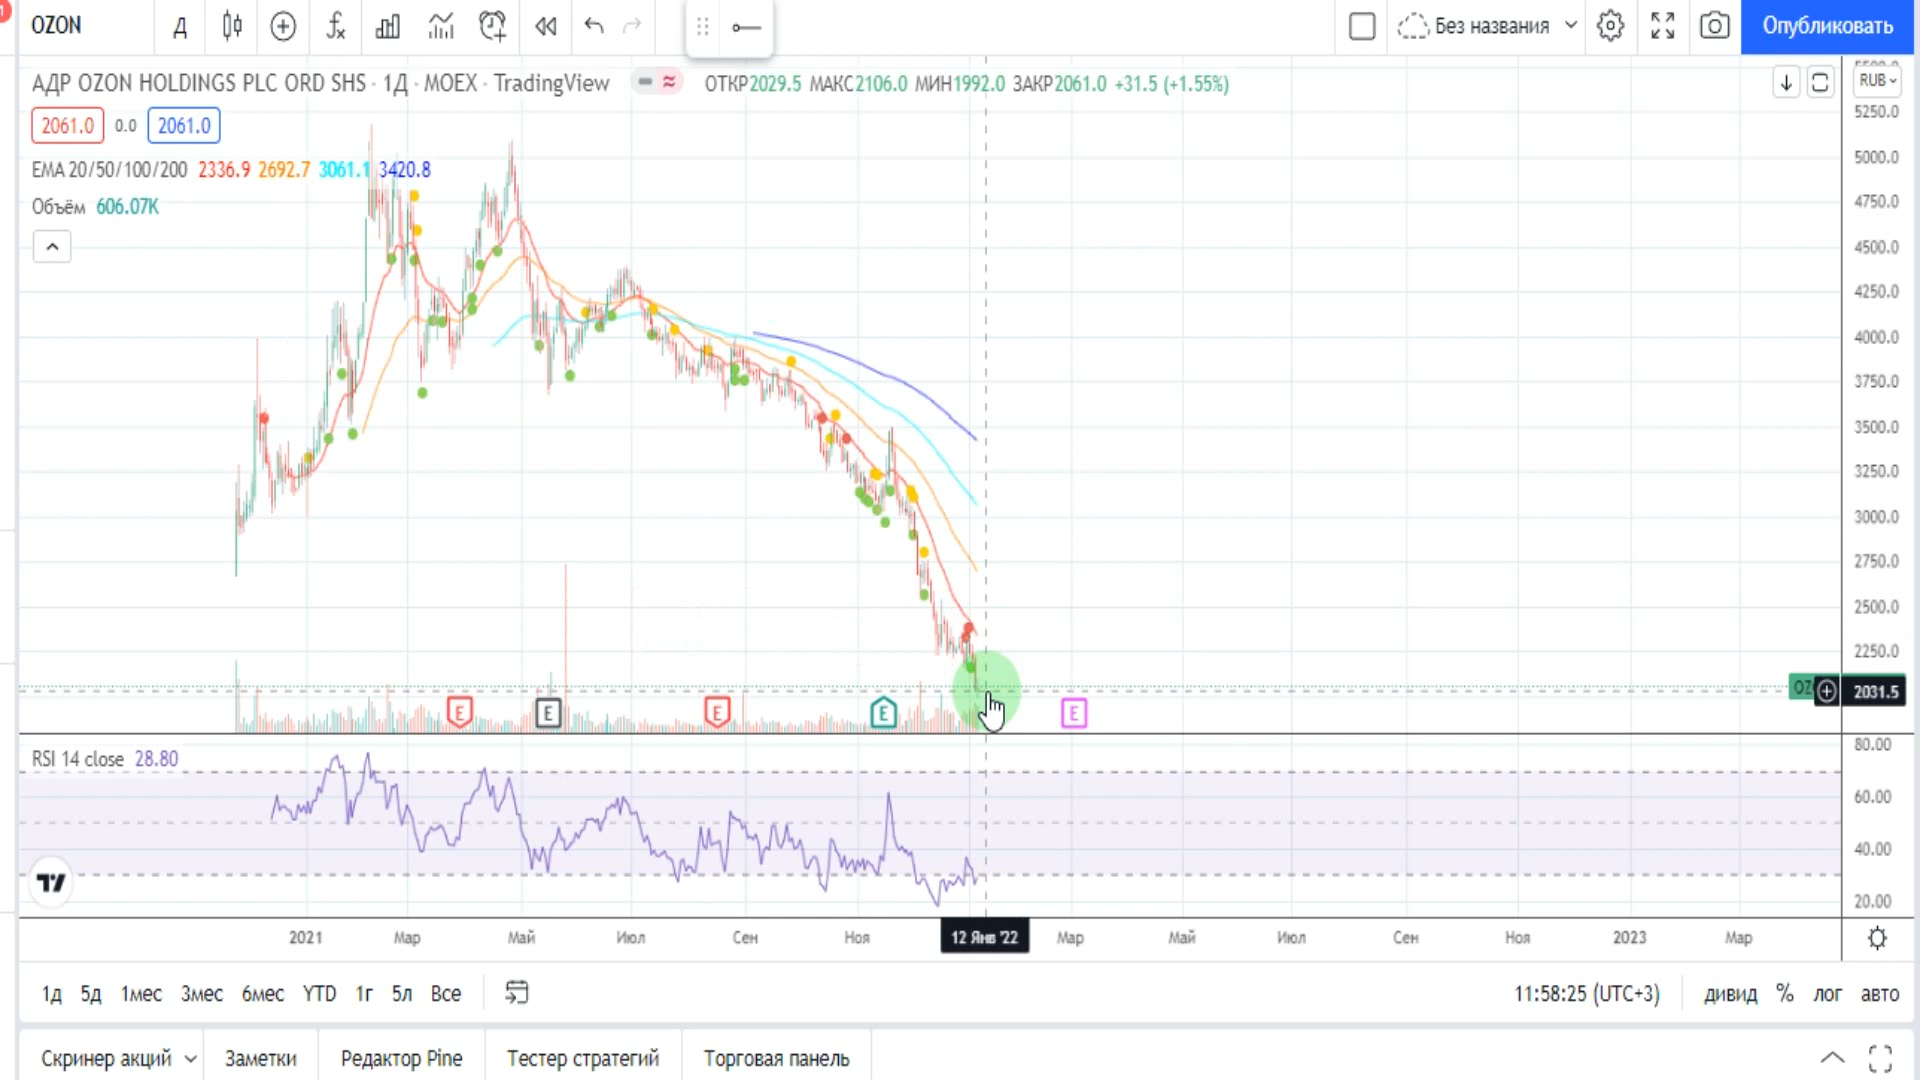 OZON
Д
Без названия
Опубликовать
АДР OZON HOLDINGS PLC ORD SHS · 1Д · MOEX · TradingView
ОТКР2029.5 МАКС2106.0 МИН1992.0 ЗАКР2061.0 +31.5 (+1.55%)
RUB
2061.0 0.0 2061.0
EMA 20/50/100/200 2336.9 2692.7 3061.1 3420.8
Объём 606.07K
5250.0
5000.0
4750.0
4500.0
4250.0
4000.0
3750.0
3500.0
3250.0
3000.0
2750.0
2500.0
2250.0
OZ
2031.5
E E E E E
RSI 14 close 28.80
80.00
60.00
40.00
20.00
2021 Мар Май Июл Сен Ноя 12 Янв '22 Мар Май Июл Сен Ноя 2023 Мар
1д 5д 1мес 3мес 6мес YTD 1г 5л Все
11:58:25 (UTC+3) дивид % лог авто
Скринер акций Заметки Редактор Pine Тестер стратегий Торговая панель